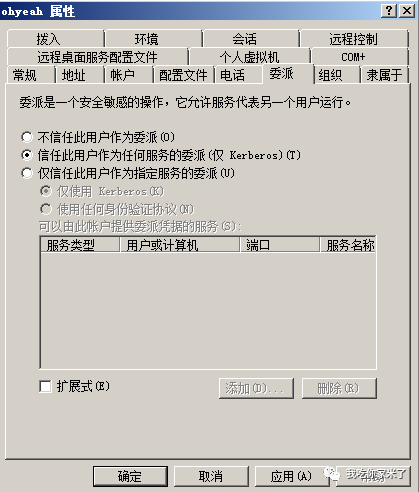 ohyeah 属性
拨入 环境 会话 远程控制
远程桌面服务配置文件 个人虚拟机 COM+
常规 地址 帐户 配置文件 电话 委派 组织 隶属于
委派是一个安全敏感的操作，它允许服务代表另一个用户运行。
不信任此用户作为委派(O)
信任此用户作为任何服务的委派(仅 Kerberos)(T)
仅信任此用户作为指定服务的委派(U)
仅使用 Kerberos(K)
使用任何身份验证协议(N)
可以由此帐户提供委派凭据的服务(S):
服务类型 用户或计算机 端口 服务名称
扩展式(E) 添加(D)... 删除(R)
确定 取消 应用(A) 帮助
我吃你家米了